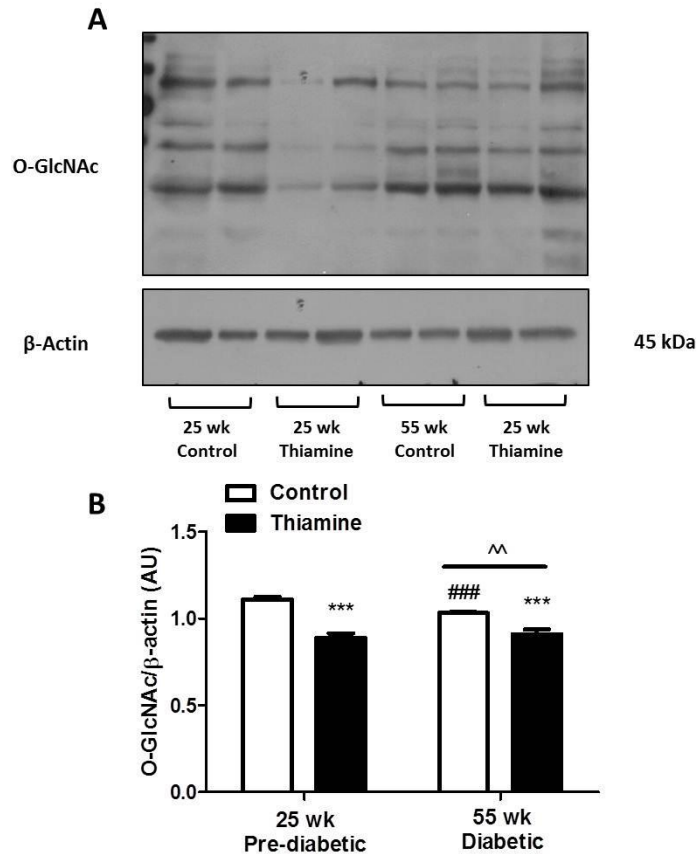 A
O-GlcNAc
β-Actin
45 kDa
25 wk
Control
25 wk
Thiamine
55 wk
Control
25 wk
Thiamine
B
Control
Thiamine
O-GlcNAc/β-actin (AU)
1.5
1.0
0.5
0.0
***
###
^^
***
25 wk
Pre-diabetic
55 wk
Diabetic